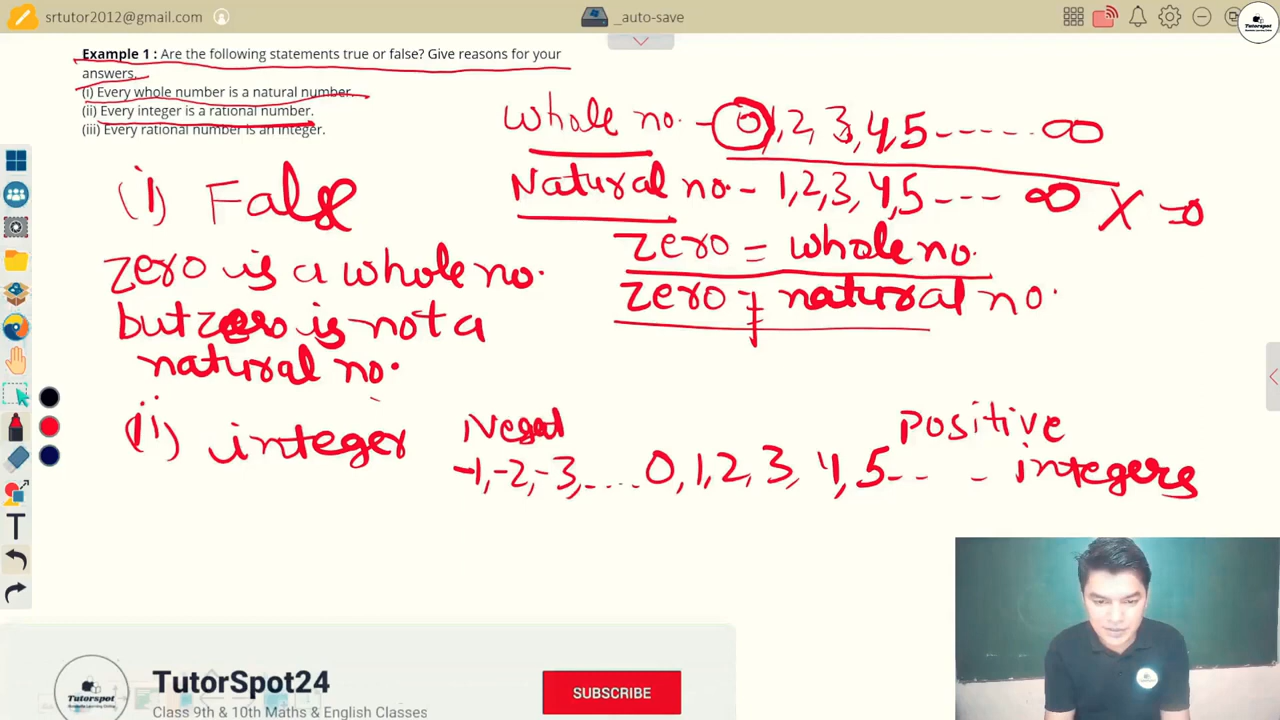 srtutor2012@gmail.com
_auto-save
Tutorspot
Example 1 : Are the following statements true or false? Give reasons for your
answers.
(i) Every whole number is a natural number.
(ii) Every integer is a rational number.
(iii) Every rational number is an integer.
whole no. - 0,1,2,3,4,5------∞
Natural no. - 1,2,3,4,5--- ∞ X =0
zero = whole no.
zero ≠ natural no.
(i) False
zero is a whole no.
but zero is not a
natural no.
(ii) integer
Negat
Positive
-1,-2,-3,.....0,1,2,3,4,5--- - integers
T
TutorSpot24
Class 9th & 10th Maths & English Classes
SUBSCRIBE
Tutorspot